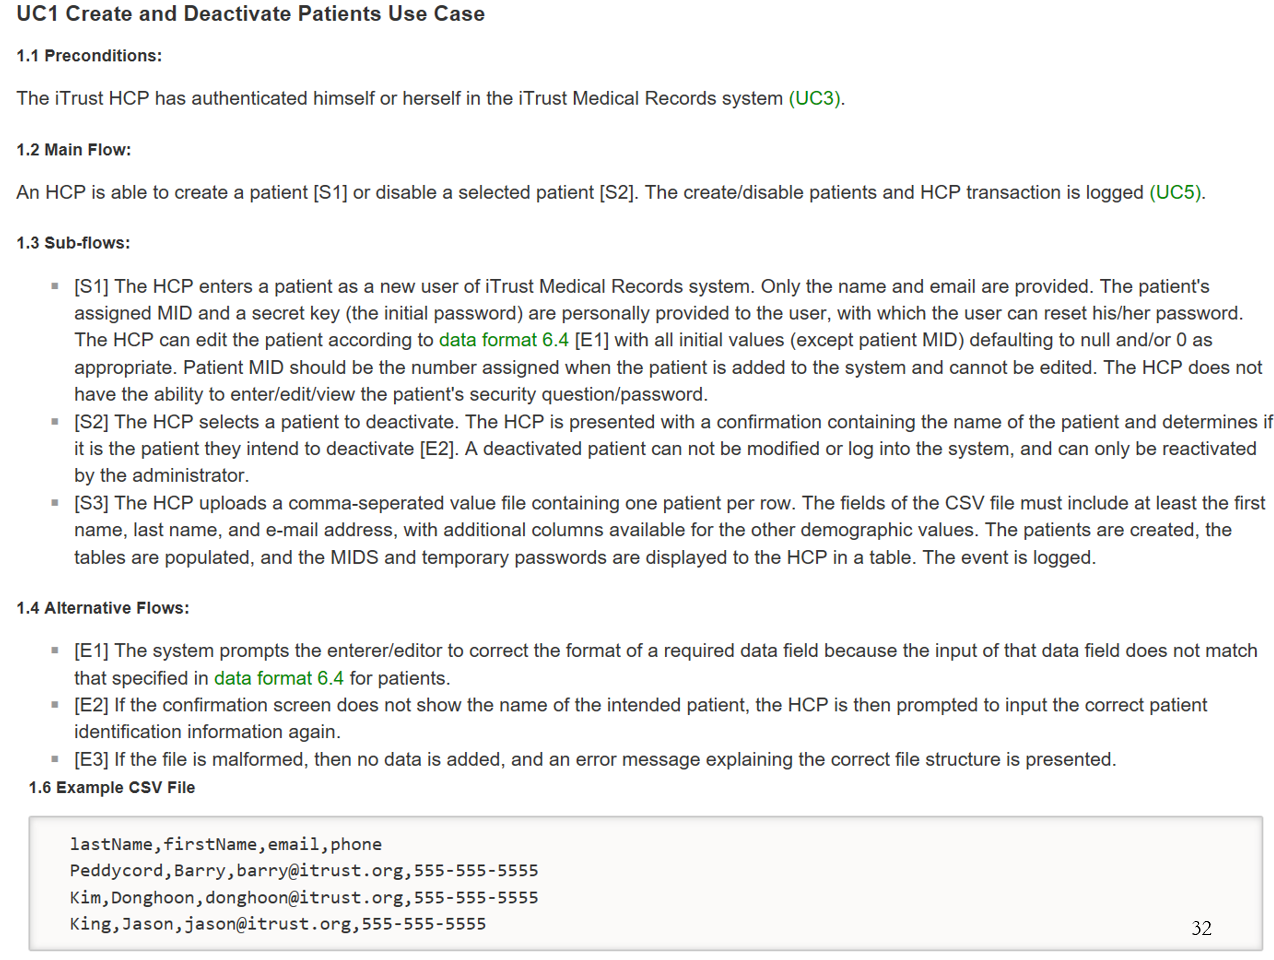 UC1 Create and Deactivate Patients Use Case
1.1 Preconditions:
The iTrust HCP has authenticated himself or herself in the iTrust Medical Records system (UC3).
1.2 Main Flow:
An HCP is able to create a patient [S1] or disable a selected patient [S2]. The create/disable patients and HCP transaction is logged (UC5).
1.3 Sub-flows:
[S1] The HCP enters a patient as a new user of iTrust Medical Records system. Only the name and email are provided. The patient's
assigned MID and a secret key (the initial password) are personally provided to the user, with which the user can reset his/her password.
The HCP can edit the patient according to data format 6.4 [E1] with all initial values (except patient MID) defaulting to null and/or 0 as
appropriate. Patient MID should be the number assigned when the patient is added to the system and cannot be edited. The HCP does not
have the ability to enter/edit/view the patient's security question/password.
[S2] The HCP selects a patient to deactivate. The HCP is presented with a confirmation containing the name of the patient and determines if
it is the patient they intend to deactivate [E2]. A deactivated patient can not be modified or log into the system, and can only be reactivated
by the administrator.
[S3] The HCP uploads a comma-seperated value file containing one patient per row. The fields of the CSV file must include at least the first
name, last name, and e-mail address, with additional columns available for the other demographic values. The patients are created, the
tables are populated, and the MIDS and temporary passwords are displayed to the HCP in a table. The event is logged.
1.4 Alternative Flows:
[E1] The system prompts the enterer/editor to correct the format of a required data field because the input of that data field does not match
that specified in data format 6.4 for patients.
[E2] If the confirmation screen does not show the name of the intended patient, the HCP is then prompted to input the correct patient
identification information again.
[E3] If the file is malformed, then no data is added, and an error message explaining the correct file structure is presented.
1.6 Example CSV File
lastName,firstName,email,phone
Peddycord,Barry,barry@itrust.org,555-555-5555
Kim,Donghoon,donghoon@itrust.org,555-555-5555
King,Jason,jason@itrust.org,555-555-5555
32